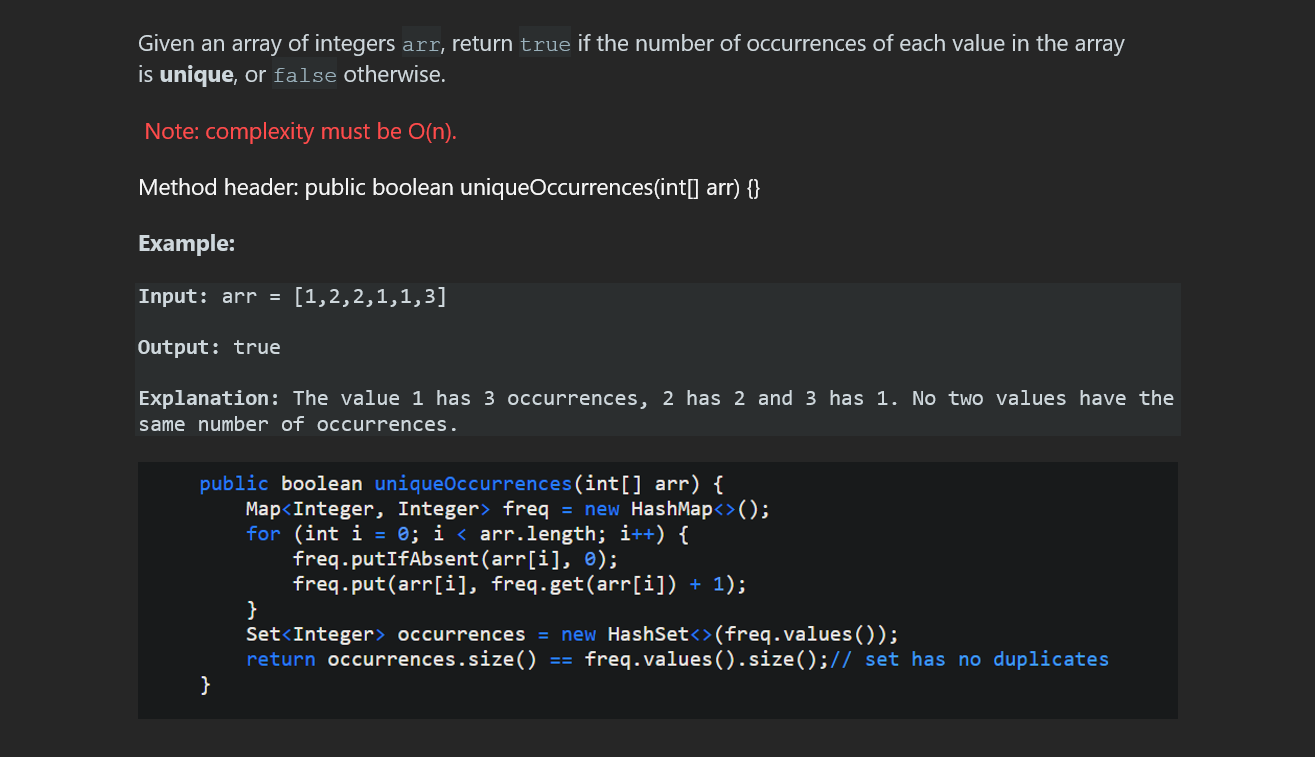 Given an array of integers arr, return true if the number of occurrences of each value in the array
is unique, or false otherwise.
Note: complexity must be O(n).
Method header: public boolean uniqueOccurrences(int[] arr) {}
Example:
Input: arr = [1,2,2,1,1,3]
Output: true
Explanation: The value 1 has 3 occurrences, 2 has 2 and 3 has 1. No two values have the
same number of occurrences.
public boolean uniqueOccurrences(int[] arr) {
    Map<Integer, Integer> freq = new HashMap<>();
    for (int i = 0; i < arr.length; i++) {
        freq.putIfAbsent(arr[i], 0);
        freq.put(arr[i], freq.get(arr[i]) + 1);
    }
    Set<Integer> occurrences = new HashSet<>(freq.values());
    return occurrences.size() == freq.values().size();// set has no duplicates
}